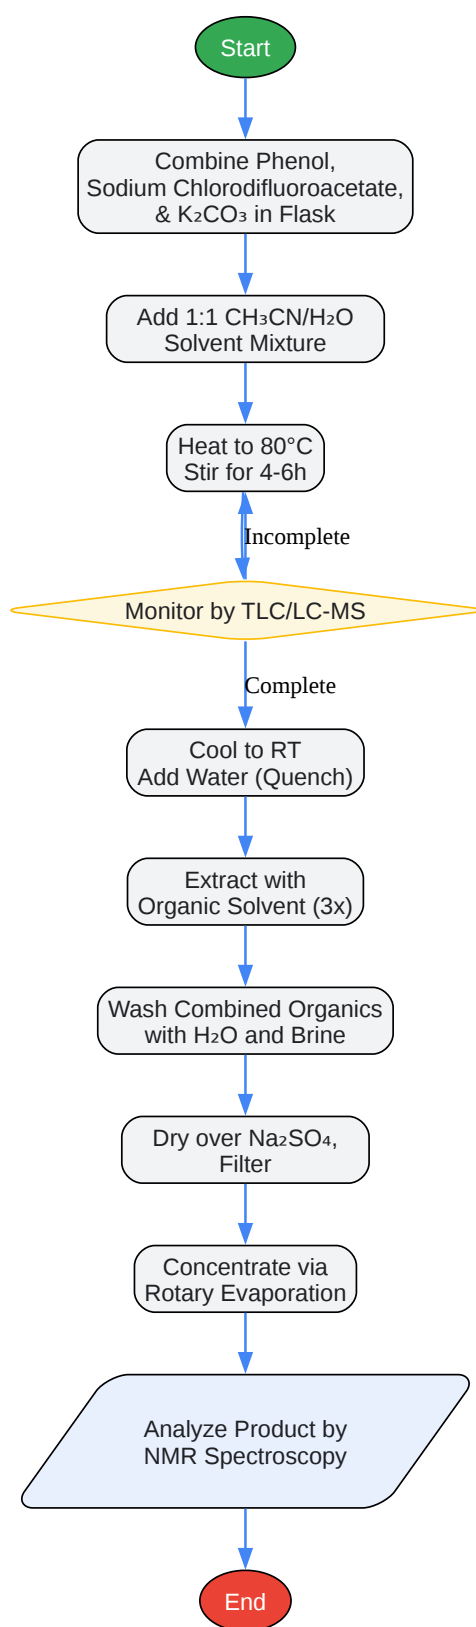 Start
Combine Phenol,
Sodium Chlorodifluoroacetate,
& K₂CO₃ in Flask
Add 1:1 CH₃CN/H₂O
Solvent Mixture
Heat to 80°C
Stir for 4-6h
Incomplete
Monitor by TLC/LC-MS
Complete
Cool to RT
Add Water (Quench)
Extract with
Organic Solvent (3x)
Wash Combined Organics
with H₂O and Brine
Dry over Na₂SO₄,
Filter
Concentrate via
Rotary Evaporation
Analyze Product by
NMR Spectroscopy
End